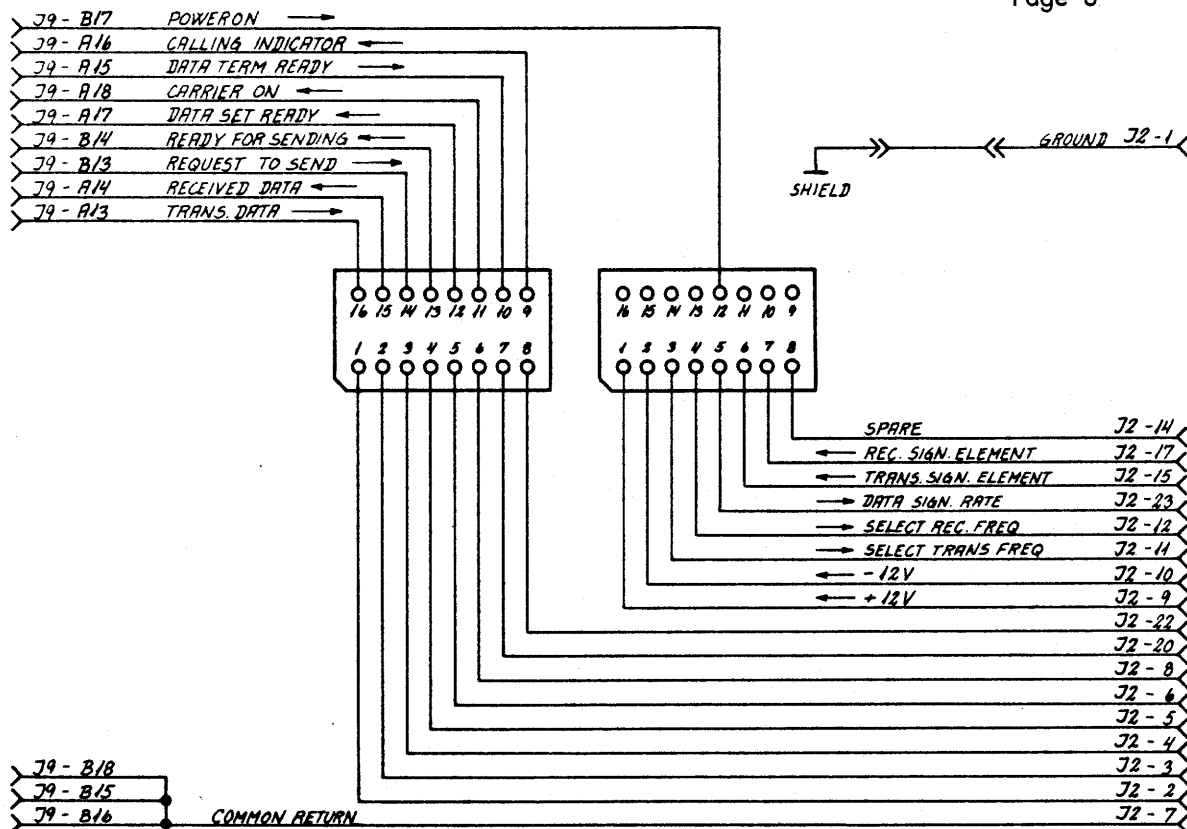 Page
J9 - B17 POWER ON
J9 - A16 CALLING INDICATOR
J9 - A15 DATA TERM READY
J9 - A18 CARRIER ON
J9 - A17 DATA SET READY
J9 - B14 READY FOR SENDING
J9 - B13 REQUEST TO SEND
J9 - A14 RECEIVED DATA
J9 - A13 TRANS. DATA
GROUND J2 - 1
SHIELD
16 15 14 13 12 11 10 9
1 2 3 4 5 6 7 8
16 15 14 13 12 11 10 9
1 2 3 4 5 6 7 8
SPARE J2 - 14
REC. SIGN. ELEMENT J2 - 17
TRANS. SIGN. ELEMENT J2 - 15
DATA SIGN. RATE J2 - 23
SELECT REC. FREQ J2 - 12
SELECT TRANS FREQ J2 - 11
- 12V J2 - 10
+ 12V J2 - 9
J2 - 22
J2 - 20
J2 - 8
J2 - 6
J2 - 5
J2 - 4
J2 - 3
J2 - 2
J9 - B18
J9 - B15
J9 - B16 COMMON RETURN J2 - 7